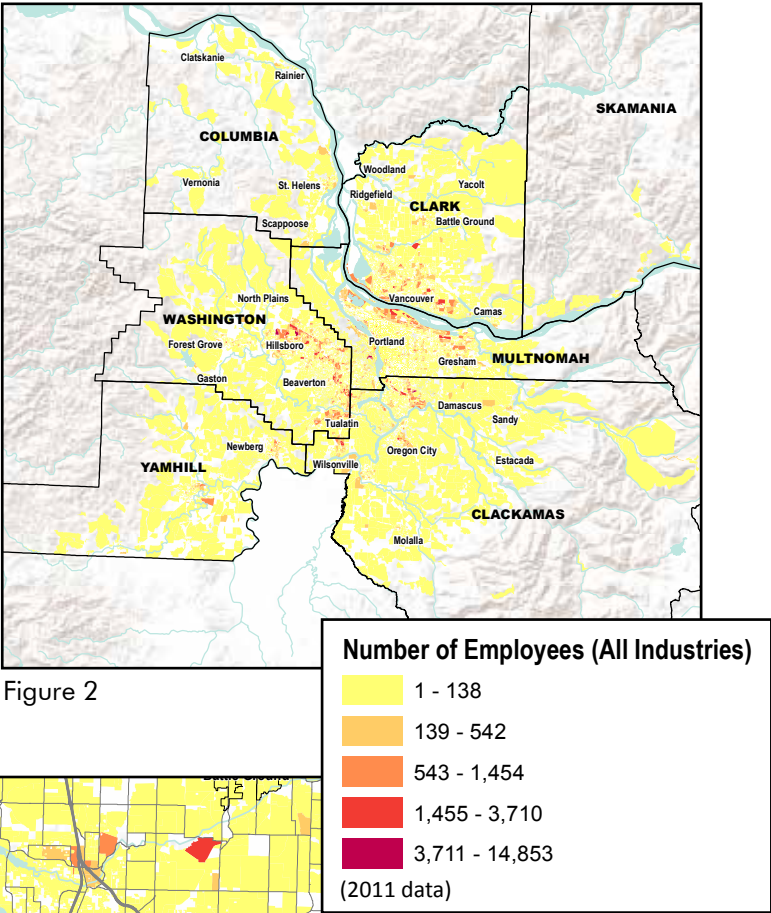 Clatskanie
Rainier
SKAMANIA
COLUMBIA
Woodland
Vernonia
St. Helens
Ridgefield
Yacolt
CLARK
Battle Ground
Scappoose
North Plains
Vancouver
Camas
WASHINGTON
Forest Grove
Hillsboro
Portland
MULTNOMAH
Gresham
Gaston
Beaverton
Damascus
Sandy
Tualatin
Newberg
Oregon City
YAMHILL
Wilsonville
Estacada
CLACKAMAS
Molalla
Figure 2
Number of Employees (All Industries)
1 - 138
139 - 542
543 - 1,454
1,455 - 3,710
3,711 - 14,853
(2011 data)
Battle Ground